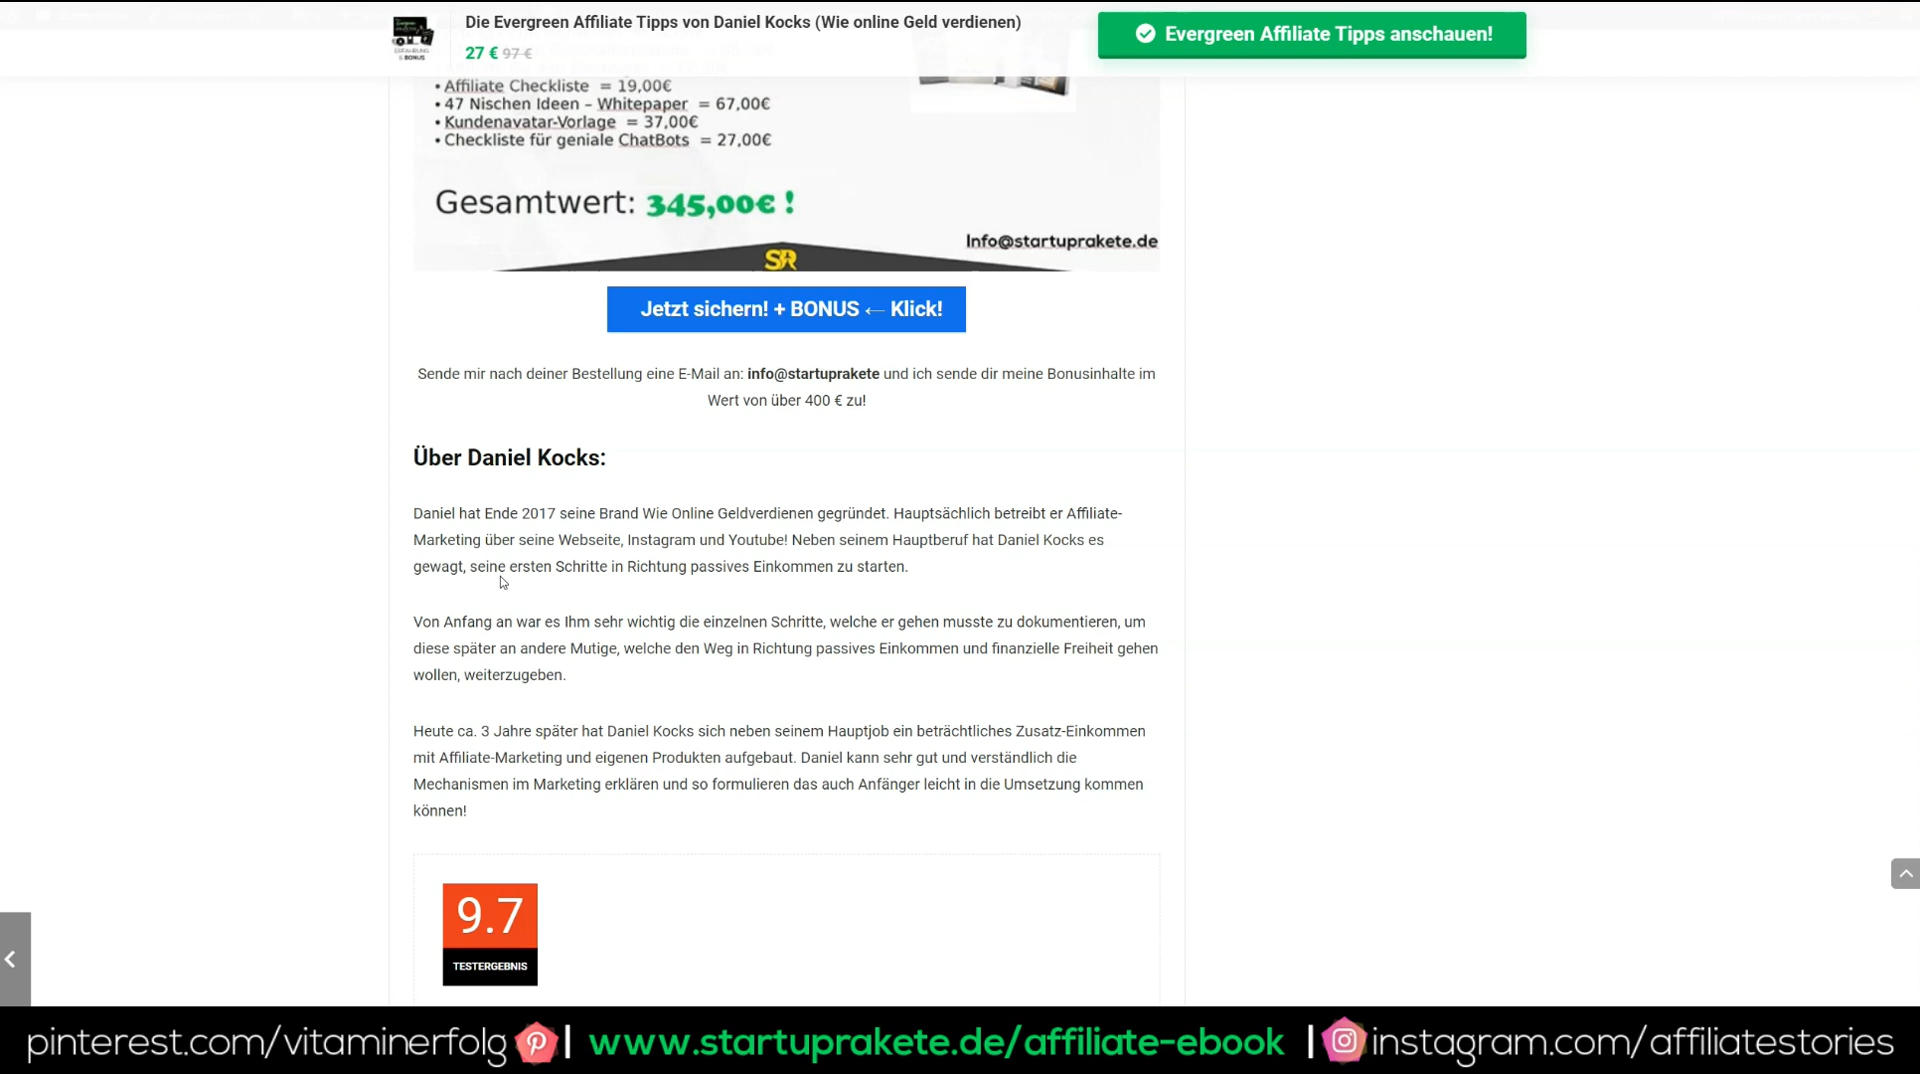 Die Evergreen Affiliate Tipps von Daniel Kocks (Wie online Geld verdienen)
27 € 97 €
Evergreen Affiliate Tipps anschauen!
• Affiliate Checkliste = 19,00€
• 47 Nischen Ideen – Whitepaper = 67,00€
• Kundenavatar-Vorlage = 37,00€
• Checkliste für geniale ChatBots = 27,00€
Gesamtwert: 345,00€ !
Info@startuprakete.de
SR
Jetzt sichern! + BONUS ← Klick!
Sende mir nach deiner Bestellung eine E-Mail an: info@startuprakete und ich sende dir meine Bonusinhalte im
Wert von über 400 € zu!
Über Daniel Kocks:
Daniel hat Ende 2017 seine Brand Wie Online Geldverdienen gegründet. Hauptsächlich betreibt er Affiliate-
Marketing über seine Webseite, Instagram und Youtube! Neben seinem Hauptberuf hat Daniel Kocks es
gewagt, seine ersten Schritte in Richtung passives Einkommen zu starten.
Von Anfang an war es Ihm sehr wichtig die einzelnen Schritte, welche er gehen musste zu dokumentieren, um
diese später an andere Mutige, welche den Weg in Richtung passives Einkommen und finanzielle Freiheit gehen
wollen, weiterzugeben.
Heute ca. 3 Jahre später hat Daniel Kocks sich neben seinem Hauptjob ein beträchtliches Zusatz-Einkommen
mit Affiliate-Marketing und eigenen Produkten aufgebaut. Daniel kann sehr gut und verständlich die
Mechanismen im Marketing erklären und so formulieren das auch Anfänger leicht in die Umsetzung kommen
können!
9.7
TESTERGEBNIS
pinterest.com/vitaminerfolg | www.startuprakete.de/affiliate-ebook | instagram.com/affiliatestories